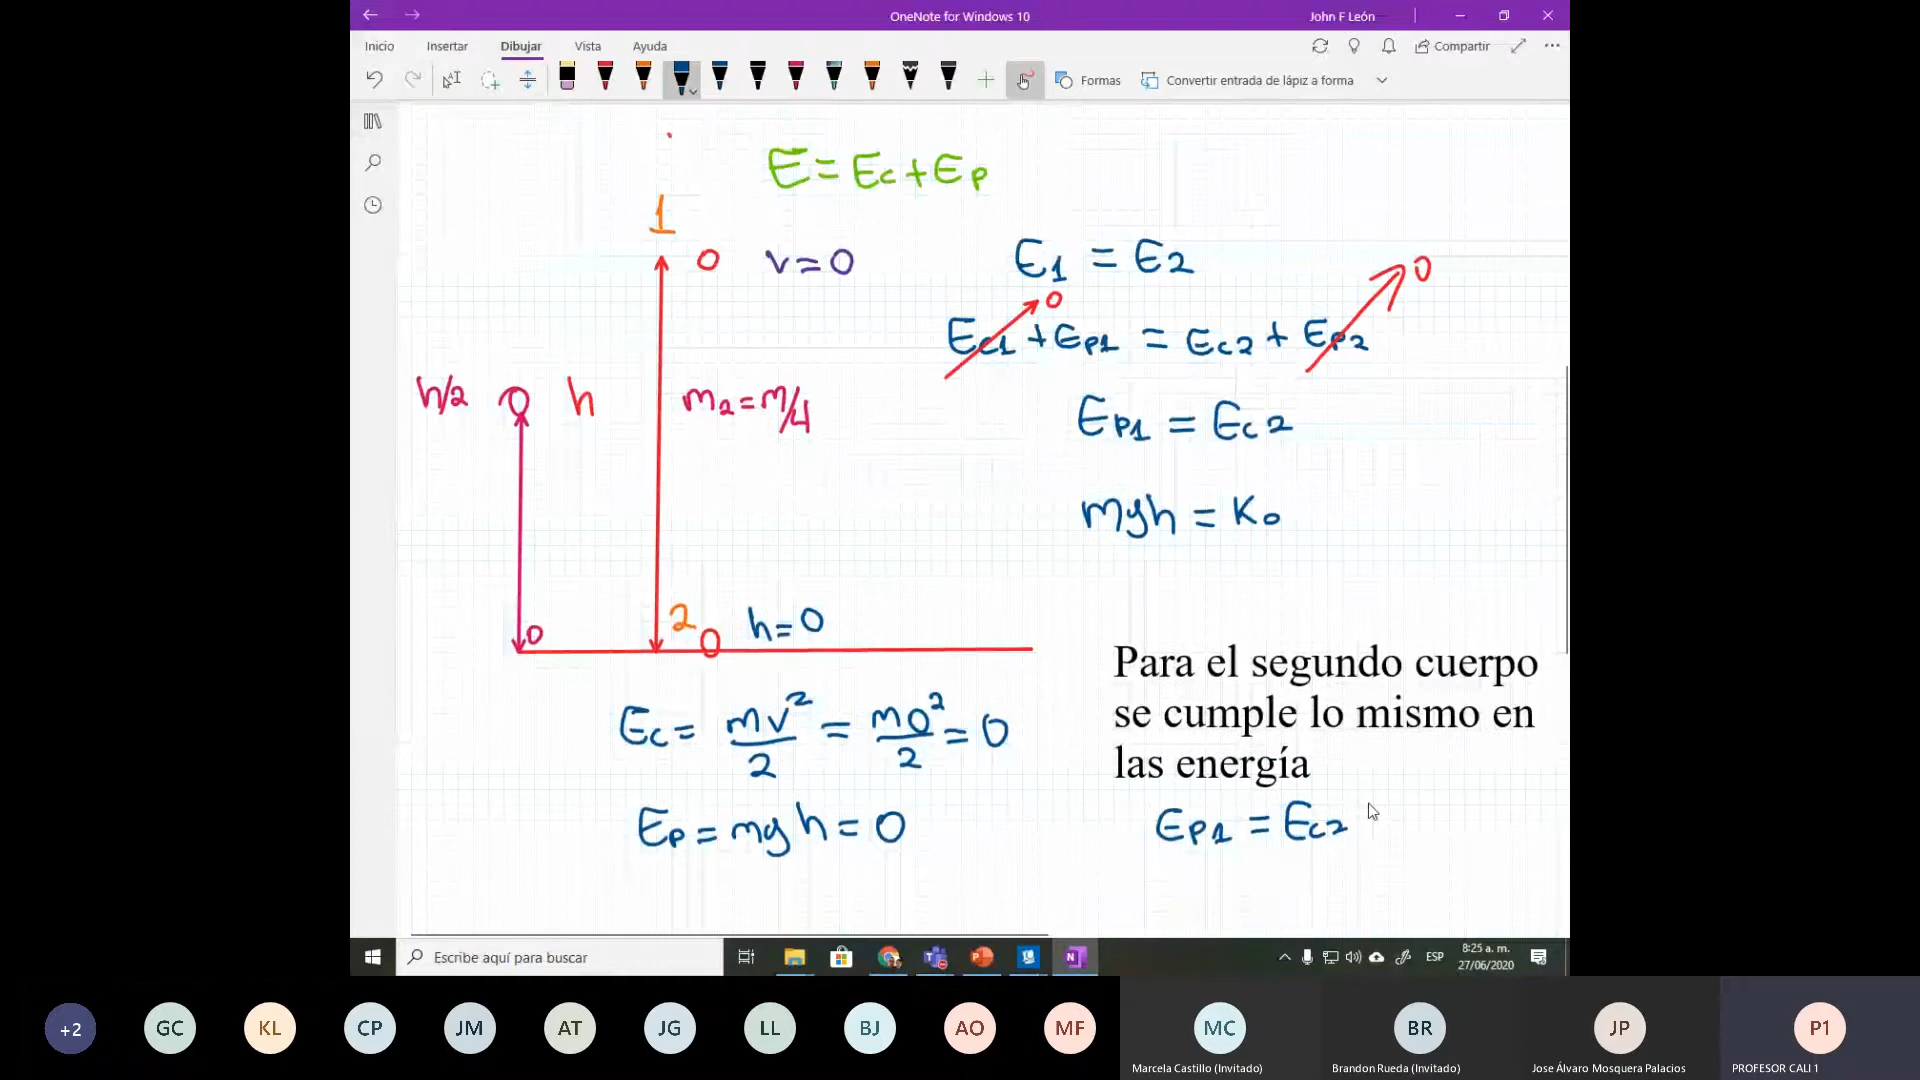 OneNote for Windows 10
John F León
Inicio Insertar Dibujar Vista Ayuda
Compartir
Formas
Convertir entrada de lápiz a forma
E = Ec + Ep
1
0 v = 0
E1 = E2
0
0
Ec1 + Ep1 = Ec2 + Ep2
h/2
h
m2 = m/4
Ep1 = Ec2
mgh = K0
2
h = 0
Para el segundo cuerpo
se cumple lo mismo en
las energía
Ec = mv²/2 = m0²/2 = 0
Ep = mgh = 0
Ep1 = Ec2
Escribe aquí para buscar
ESP
8:25 a. m.
27/06/2020
+2 GC KL CP JM AT JG LL BJ AO MF MC BR JP P1
Marcela Castillo (Invitado)
Brandon Rueda (Invitado)
Jose Álvaro Mosquera Palacios
PROFESOR CALI 1